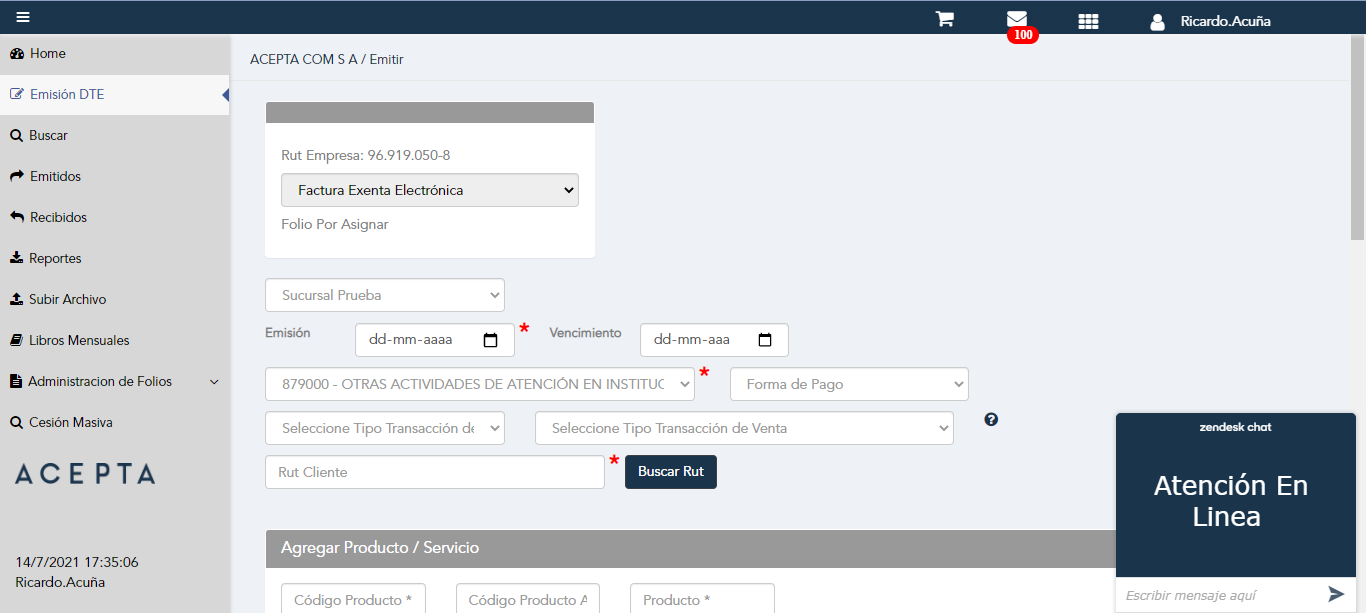 Ricardo.Acuña
100
Home
Emisión DTE
Buscar
Emitidos
Recibidos
Reportes
Subir Archivo
Libros Mensuales
Administracion de Folios
Cesión Masiva
ACEPTA
14/7/2021 17:35:06
Ricardo.Acuña
ACEPTA COM S A / Emitir
Rut Empresa: 96.919.050-8
Factura Exenta Electrónica
Folio Por Asignar
Sucursal Prueba
Emisión dd-mm-aaaa * Vencimiento dd-mm-aaa
879000 - OTRAS ACTIVIDADES DE ATENCIÓN EN INSTITUC * Forma de Pago
Seleccione Tipo Transacción de Seleccione Tipo Transacción de Venta ?
Rut Cliente * Buscar Rut
Agregar Producto / Servicio
Código Producto * Código Producto A Producto *
zendesk chat
Atención En
Linea
Escribir mensaje aquí